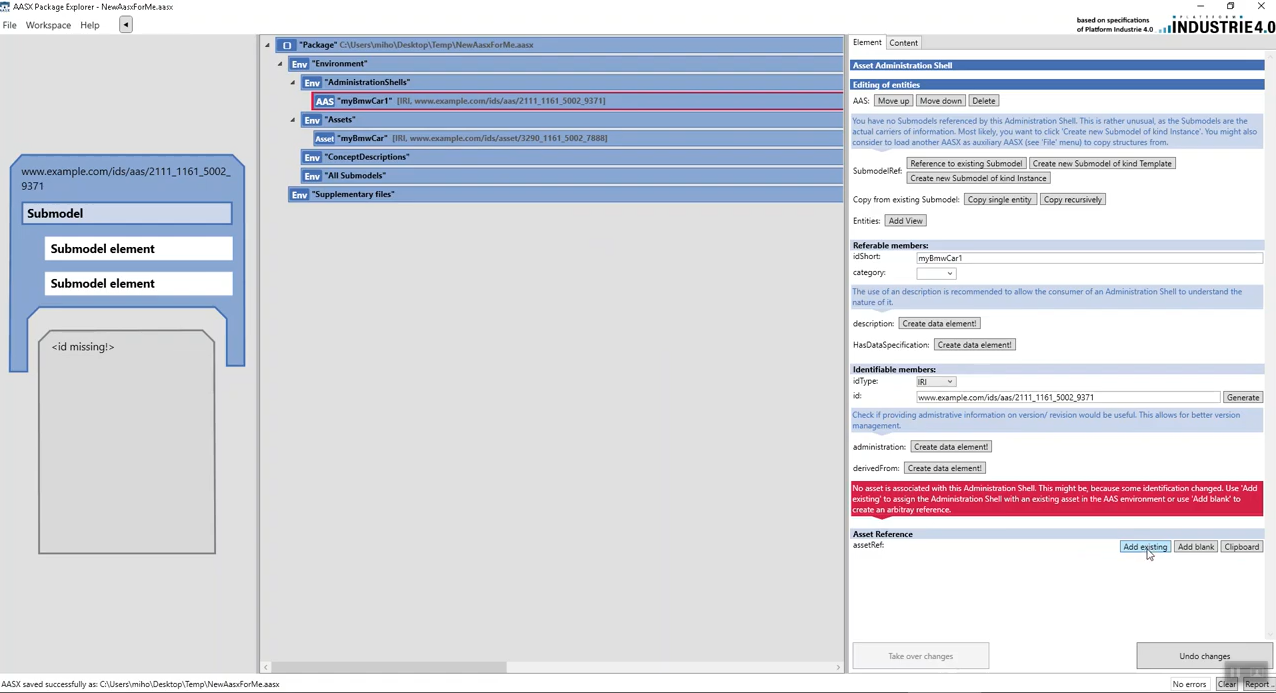 AASX Package Explorer - NewAasxForMe.aasx
File Workspace Help
based on specifications
of Platform Industrie 4.0
PLATTFORM
INDUSTRIE4.0
www.example.com/ids/aas/2111_1161_5002_
9371
Submodel
Submodel element
Submodel element
<id missing!>
"Package" C:\Users\miho\Desktop\Temp\NewAasxForMe.aasx
Env "Environment"
Env "AdministrationShells"
AAS "myBmwCar1" [IRI, www.example.com/ids/aas/2111_1161_5002_9371]
Env "Assets"
Asset "myBmwCar" [IRI, www.example.com/ids/asset/3290_1161_5002_7888]
Env "ConceptDescriptions"
Env "All Submodels"
Env "Supplementary files"
Element Content
Asset Administration Shell
Editing of entities
AAS: Move up Move down Delete
You have no Submodels referenced by this Administration Shell. This is rather unusual, as the Submodels are the
actual carriers of information. Most likely, you want to click 'Create new Submodel of kind Instance'. You might also
consider to load another AASX as auxiliary AASX (see 'File' menu) to copy structures from.
SubmodelRef: Reference to existing Submodel Create new Submodel of kind Template
Create new Submodel of kind Instance
Copy from existing Submodel: Copy single entity Copy recursively
Entities: Add View
Referable members:
idShort: myBmwCar1
category:
The use of an description is recommended to allow the consumer of an Administration Shell to understand the
nature of it.
description: Create data element!
HasDataSpecification: Create data element!
Identifiable members:
idType: IRI
id: www.example.com/ids/aas/2111_1161_5002_9371 Generate
Check if providing admistrative information on version/ revision would be useful. This allows for better version
management.
administration: Create data element!
derivedFrom: Create data element!
No asset is associated with this Administration Shell. This might be, because some identification changed. Use 'Add
existing' to assign the Administration Shell with an existing asset in the AAS environment or use 'Add blank' to
create an arbitray reference.
Asset Reference
assetRef: Add existing Add blank Clipboard
Take over changes Undo changes
AASX saved successfully as: C:\Users\miho\Desktop\Temp\NewAasxForMe.aasx No errors Clear Report..